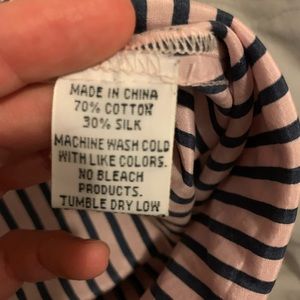 MADE IN CHINA
70% COTTON
30% SILK
MACHINE WASH COLD
WITH LIKE COLORS.
NO BLEACH
PRODUCTS.
TUMBLE DRY LOW